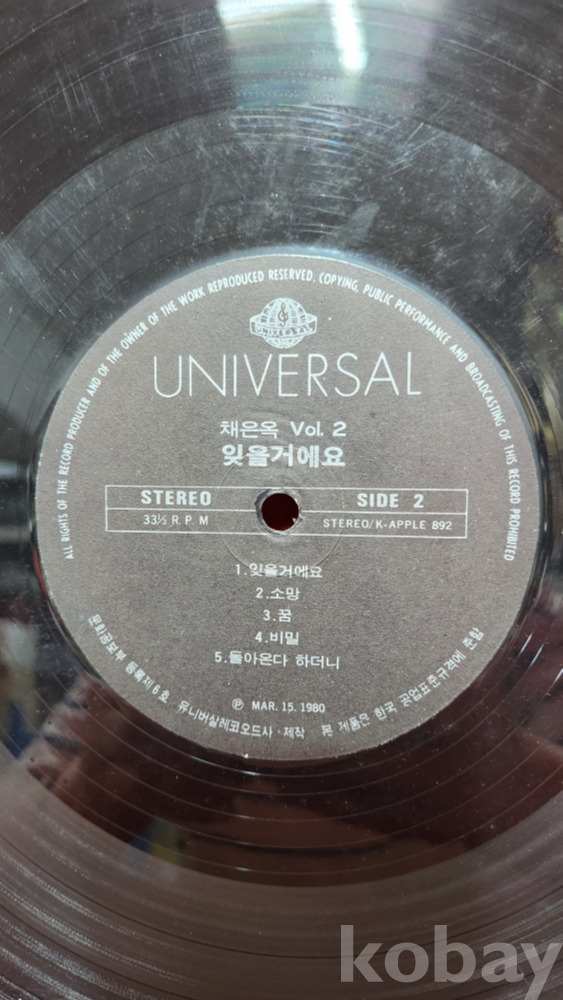 ALL RIGHTS OF THE RECORD PRODUCER AND OF THE OWNER OF THE WORK REPRODUCED RESERVED. COPYING, PUBLIC PERFORMANCE AND BROADCASTING OF THIS RECORD PROHIBITED
UNIVERSAL
UNIVERSAL
채은옥 Vol. 2
잊을거에요
STEREO SIDE 2
33⅓ R.P.M STEREO/K-APPLE 892
1.잊을거에요
2.소망
3.꿈
4.비밀
5.돌아온다 하더니
Ⓟ MAR. 15. 1980
문화공보부 등록제6호 유니버살레코오드사·제작 본 제품은 한국 공업표준규격에 준함
kobay